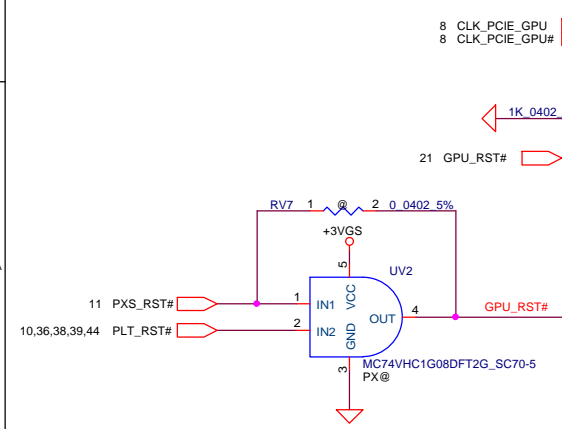 8 CLK_PCIE_GPU
8 CLK_PCIE_GPU#
1K_0402_
21 GPU_RST#
RV7 1 @ 2 0_0402_5%
+3VGS
5
UV2
11 PXS_RST# 1 IN1 VCC
4 GPU_RST#
OUT
10,36,38,39,44 PLT_RST# 2 IN2 GND
3
MC74VHC1G08DFT2G_SC70-5
PX@